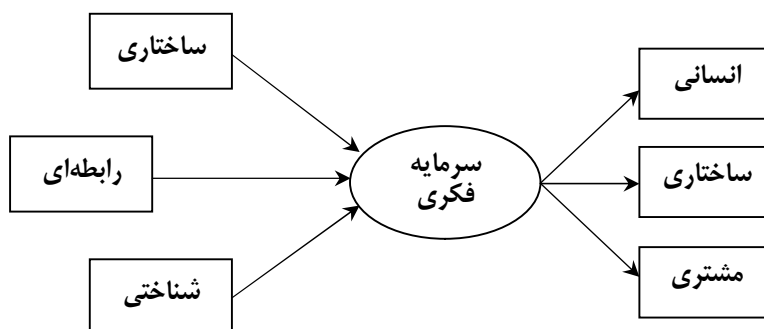 ساختاری
رابطه‌ای
شناختی
سرمایه
فکری
انسانی
ساختاری
مشتری